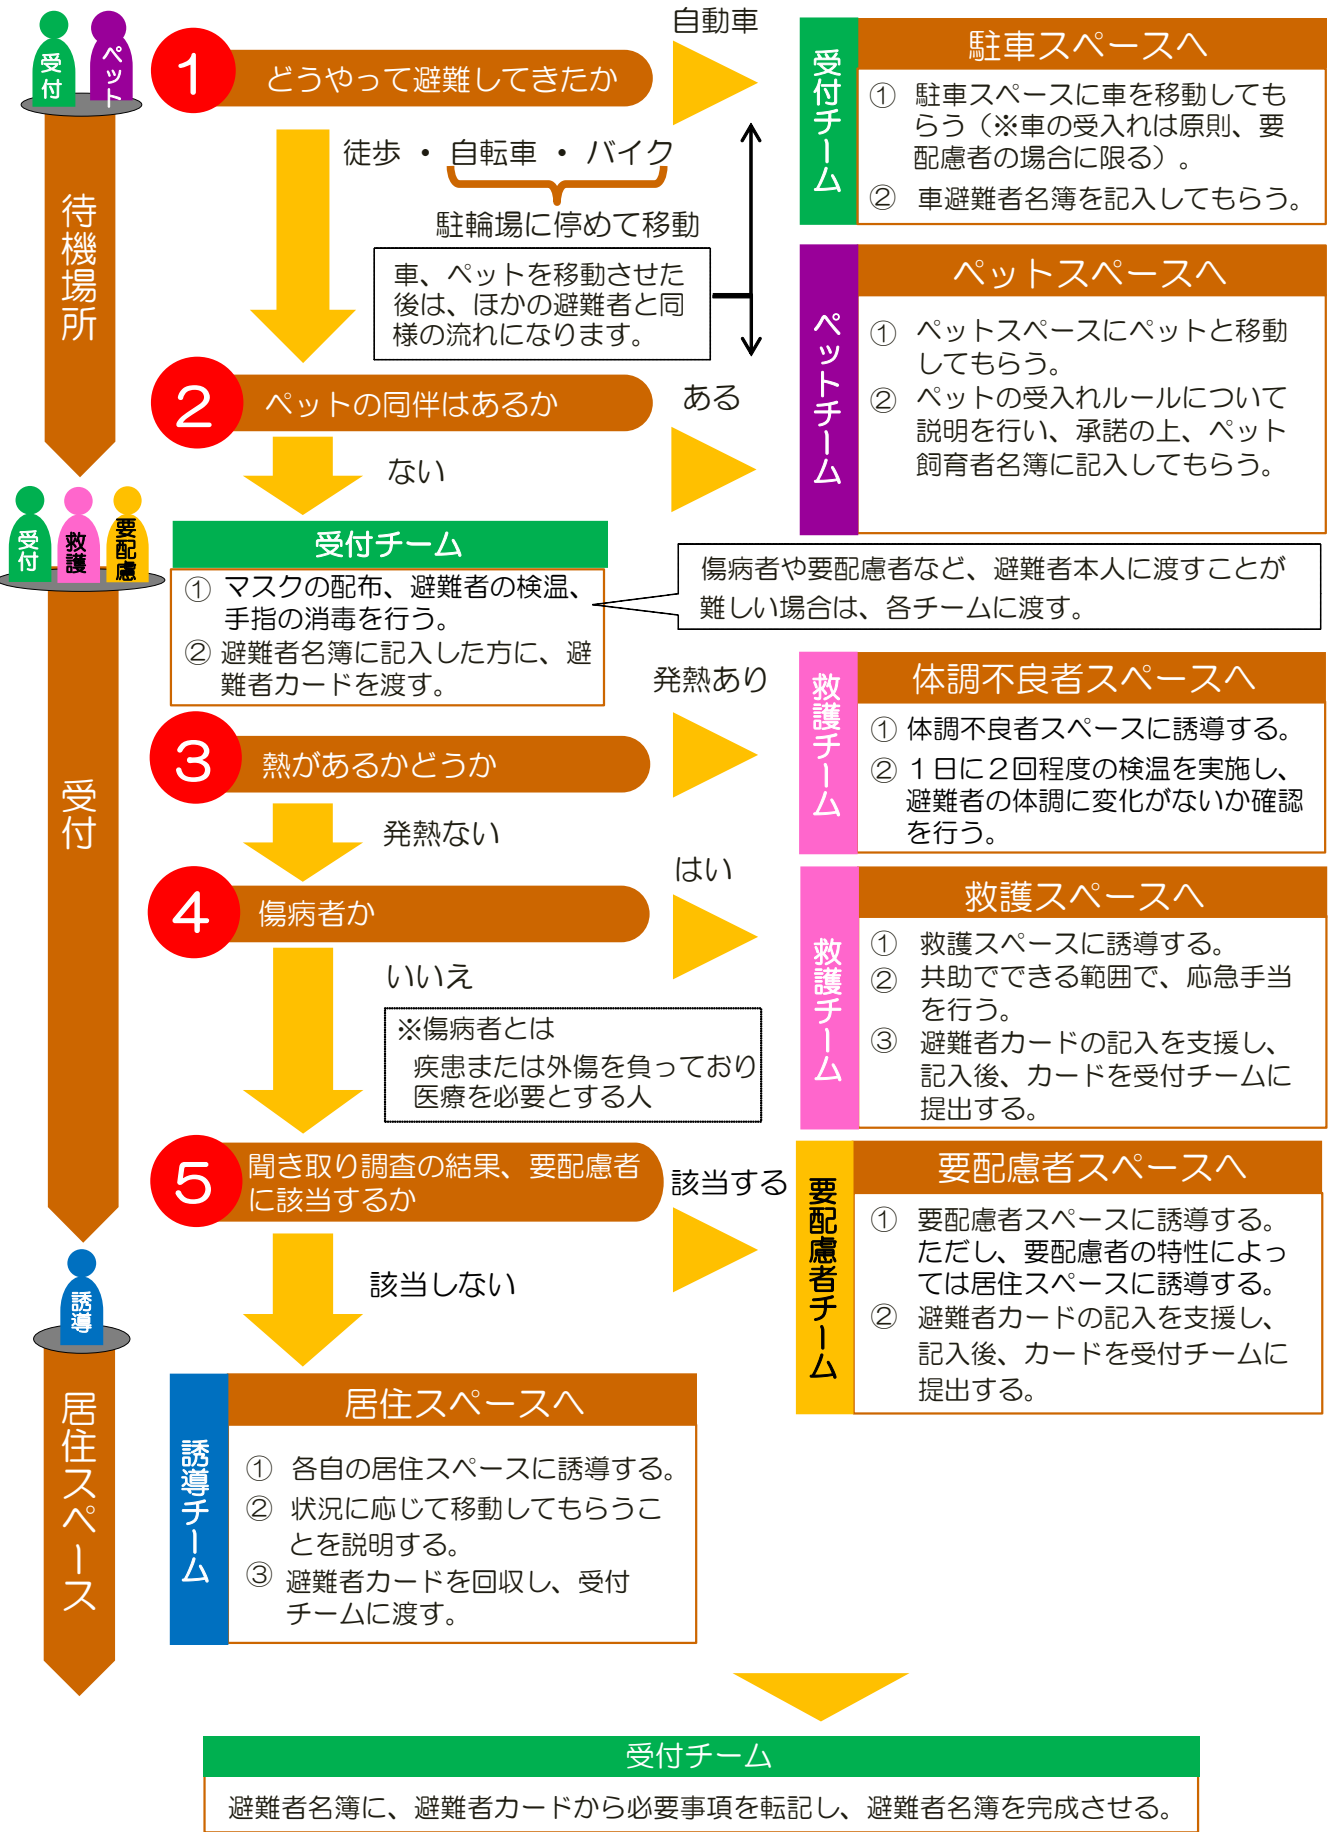 受付
ペット
待機場所
1 どうやって避難してきたか
自動車
徒歩 ・ 自転車 ・ バイク
駐輪場に停めて移動
車、ペットを移動させた
後は、ほかの避難者と同
様の流れになります。
受付チーム
駐車スペースへ
① 駐車スペースに車を移動しても
らう（※車の受入れは原則、要
配慮者の場合に限る）。
② 車避難者名簿を記入してもらう。
2 ペットの同伴はあるか
ある
ない
ペットチーム
ペットスペースへ
① ペットスペースにペットと移動
してもらう。
② ペットの受入れルールについて
説明を行い、承諾の上、ペット
飼育者名簿に記入してもらう。
受付
救護
要配慮
受付
受付チーム
① マスクの配布、避難者の検温、
手指の消毒を行う。
② 避難者名簿に記入した方に、避
難者カードを渡す。
傷病者や要配慮者など、避難者本人に渡すことが
難しい場合は、各チームに渡す。
3 熱があるかどうか
発熱あり
発熱ない
救護チーム
体調不良者スペースへ
① 体調不良者スペースに誘導する。
② １日に２回程度の検温を実施し、
避難者の体調に変化がないか確認
を行う。
4 傷病者か
はい
いいえ
※傷病者とは
疾患または外傷を負っており
医療を必要とする人
救護チーム
救護スペースへ
① 救護スペースに誘導する。
② 共助でできる範囲で、応急手当
を行う。
③ 避難者カードの記入を支援し、
記入後、カードを受付チームに
提出する。
5 聞き取り調査の結果、要配慮者
に該当するか
該当する
該当しない
要配慮者チーム
要配慮者スペースへ
① 要配慮者スペースに誘導する。
ただし、要配慮者の特性によっ
ては居住スペースに誘導する。
② 避難者カードの記入を支援し、
記入後、カードを受付チームに
提出する。
誘導
居住スペース
誘導チーム
居住スペースへ
① 各自の居住スペースに誘導する。
② 状況に応じて移動してもらうこ
とを説明する。
③ 避難者カードを回収し、受付
チームに渡す。
受付チーム
避難者名簿に、避難者カードから必要事項を転記し、避難者名簿を完成させる。